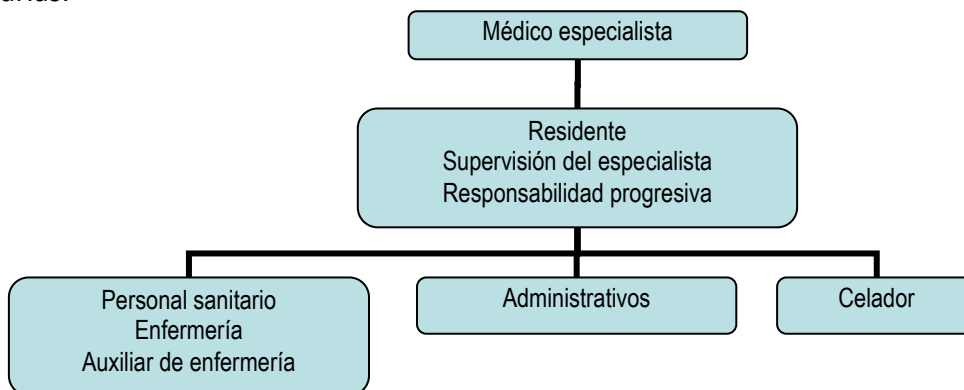 Médico especialista
Residente
Supervisión del especialista
Responsabilidad progresiva
Personal sanitario
Enfermería
Auxiliar de enfermería
Administrativos
Celador